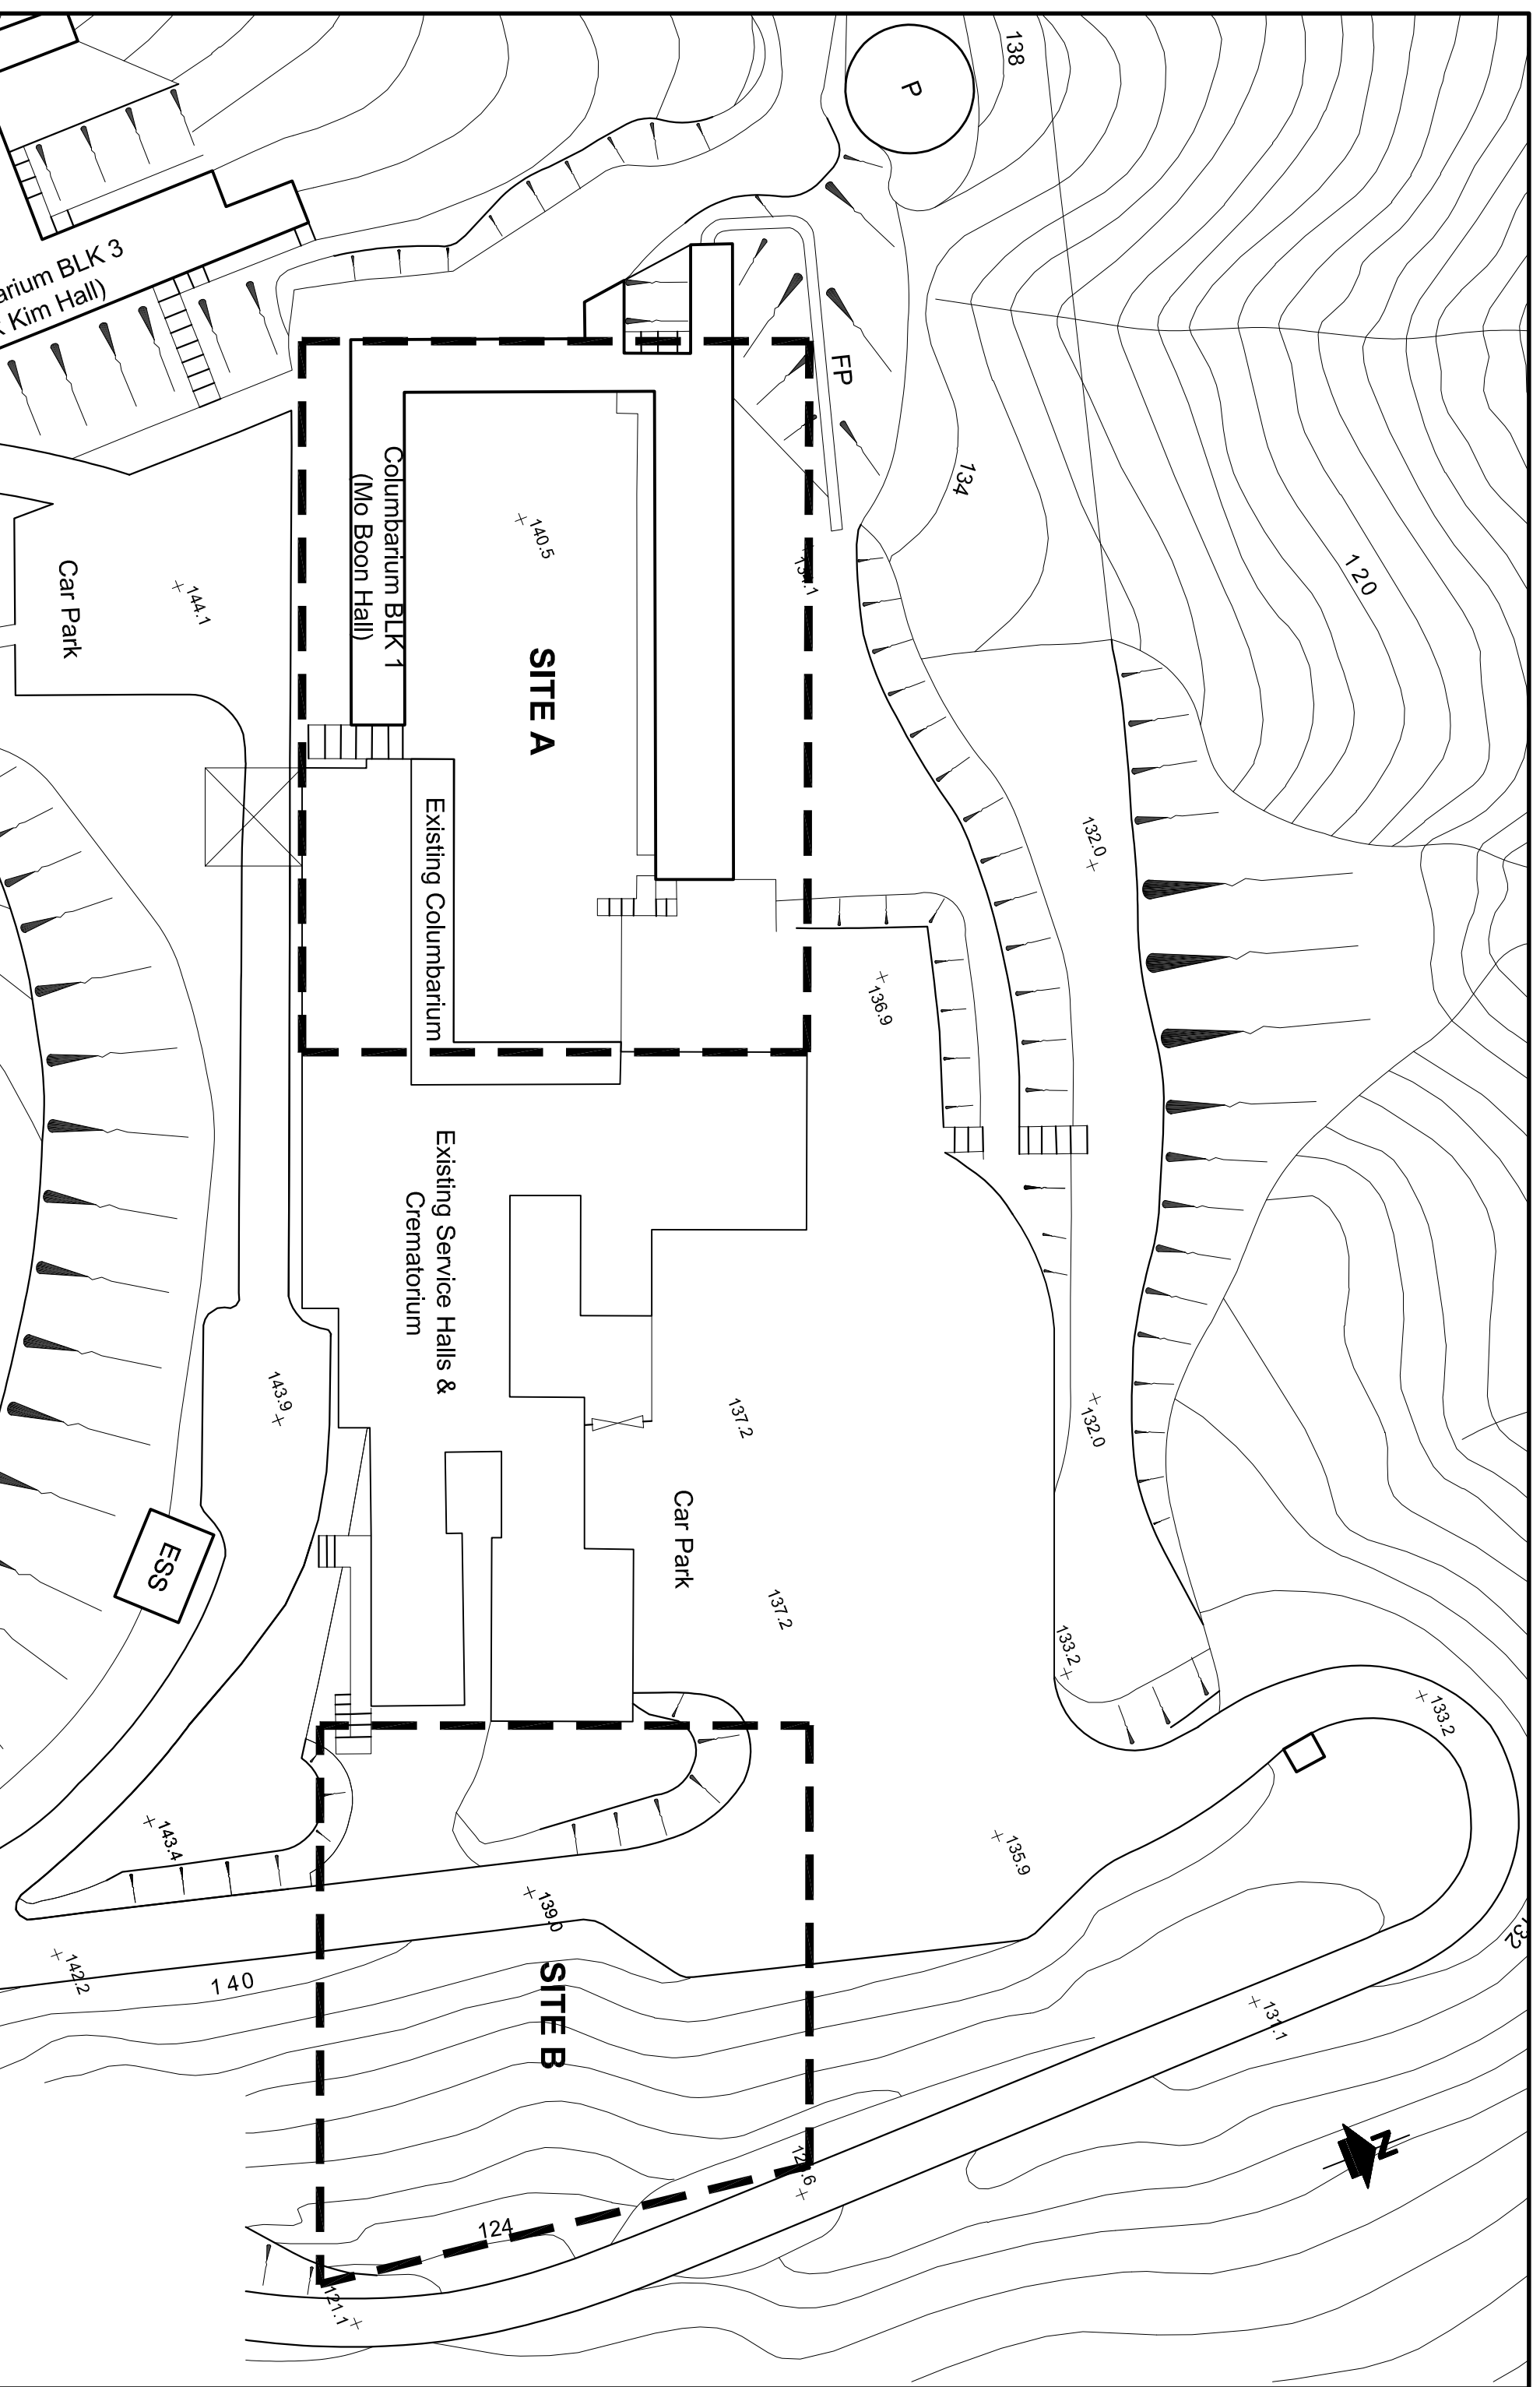 138
P
arium BLK 3
Kim Hall)
FP
134
120
Columbarium BLK 1
(Mo Boon Hall)
140.5
144.1
Car Park
SITE A
132.0
Existing Columbarium
136.9
Existing Service Halls &
Crematorium
143.9
137.2
132.0
Car Park
ESS
137.2
133.2
133.2
143.4
135.9
139.0
142.2
140
SITE B
131.1
N
124
121.1